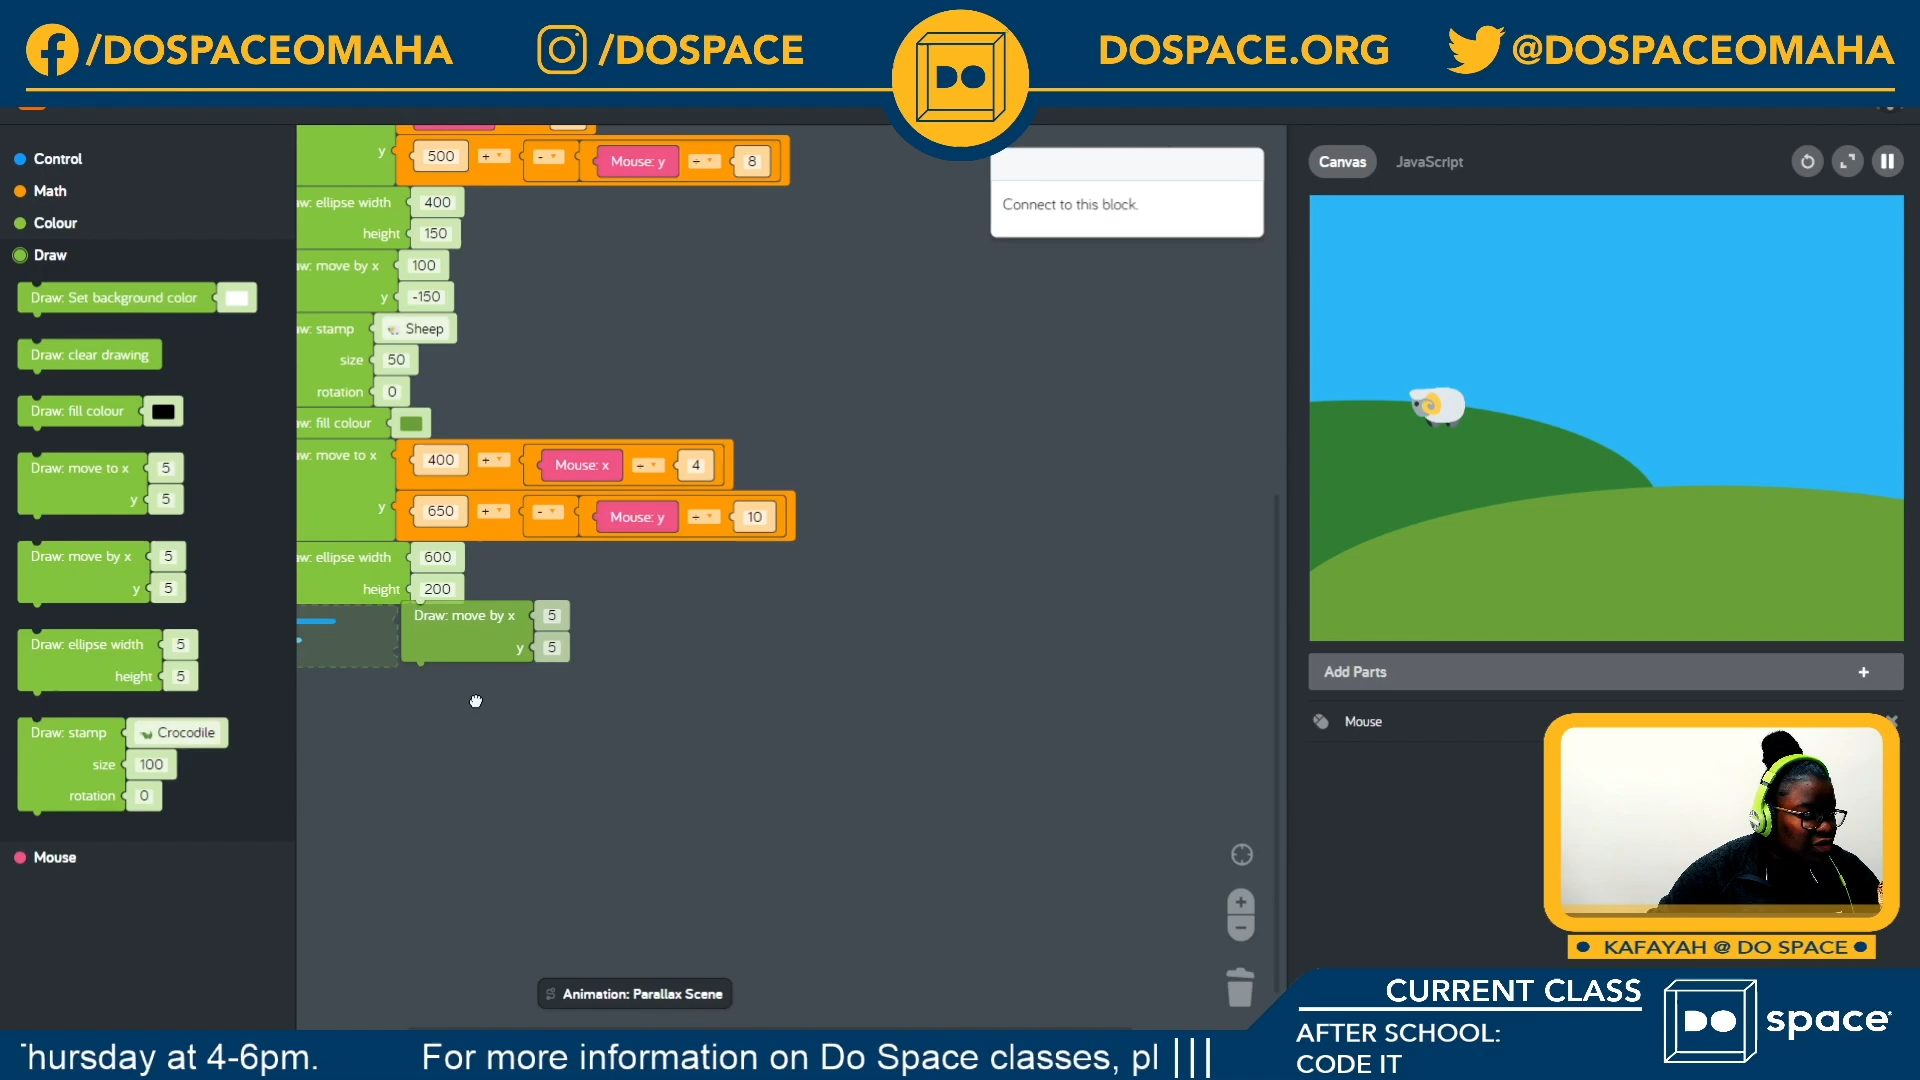 /DOSPACEOMAHA
/DOSPACE
DO
DOSPACE.ORG
@DOSPACEOMAHA
Control
Math
Colour
Draw
Draw: Set background color
Draw: clear drawing
Draw: fill colour
Draw: move to x 5
y 5
Draw: move by x 5
y 5
Draw: ellipse width 5
height 5
Draw: stamp Crocodile
size 100
rotation 0
Mouse
y 500 + - Mouse: y ÷ 8
aw: ellipse width 400
height 150
aw: move by x 100
y -150
aw: stamp Sheep
size 50
rotation 0
aw: fill colour
aw: move to x 400 + Mouse: x ÷ 4
y 650 + - Mouse: y ÷ 10
aw: ellipse width 600
height 200
Draw: move by x 5
y 5
Connect to this block.
Animation: Parallax Scene
Canvas JavaScript
Add Parts +
Mouse
KAFAYAH @ DO SPACE
CURRENT CLASS
AFTER SCHOOL:
CODE IT
DO space
hursday at 4-6pm. For more information on Do Space classes, pl |||